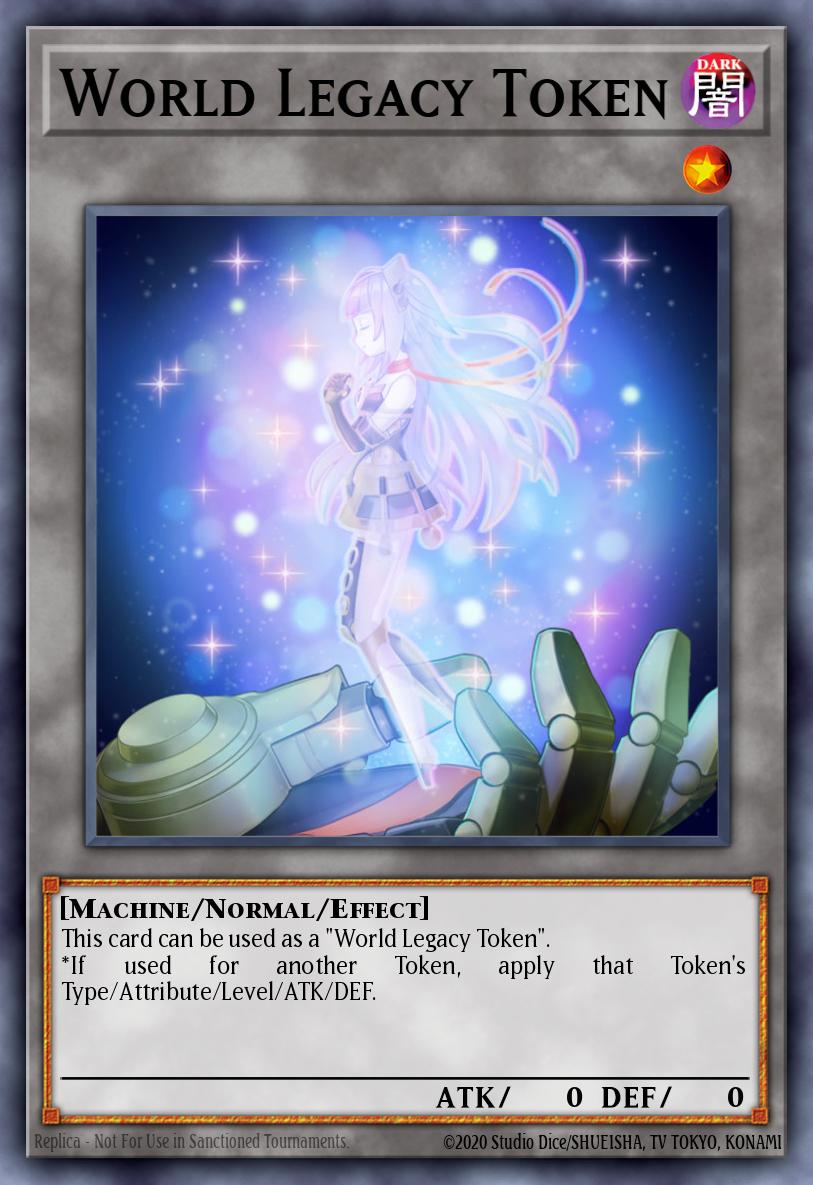 World Legacy Token
DARK
闇
[Machine/Normal/Effect]
This card can be used as a "World Legacy Token".
*If used for another Token, apply that Token's
Type/Attribute/Level/ATK/DEF.
ATK/ 0 DEF/ 0
Replica - Not For Use in Sanctioned Tournaments.
©2020 Studio Dice/SHUEISHA, TV TOKYO, KONAMI